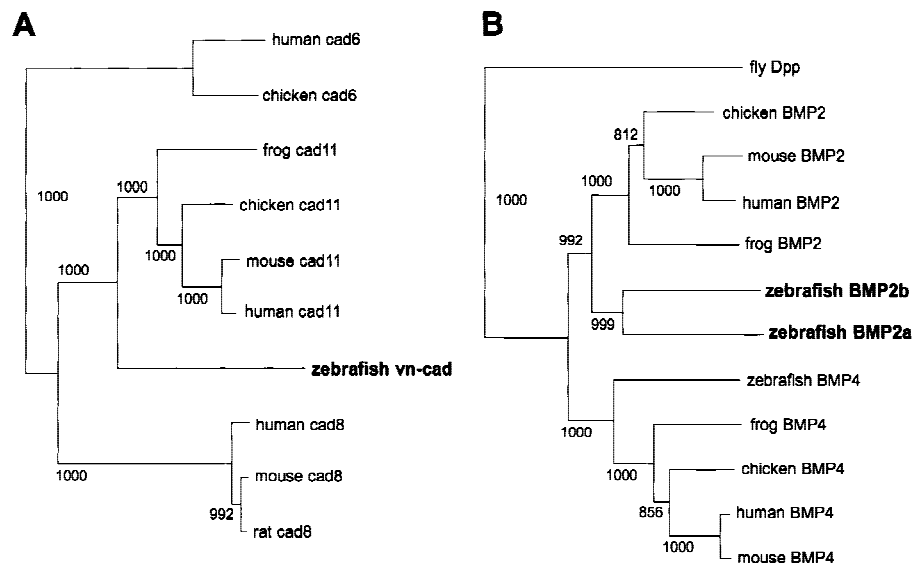 A
human cad6
chicken cad6
frog cad11
1000
1000
chicken cad11
1000
mouse cad11
1000
1000
human cad11
zebrafish vn-cad
human cad8
1000
mouse cad8
992
rat cad8
B
fly Dpp
chicken BMP2
812
mouse BMP2
1000
1000
1000
human BMP2
992
frog BMP2
zebrafish BMP2b
999
zebrafish BMP2a
zebrafish BMP4
frog BMP4
1000
1000
chicken BMP4
856
human BMP4
1000
mouse BMP4